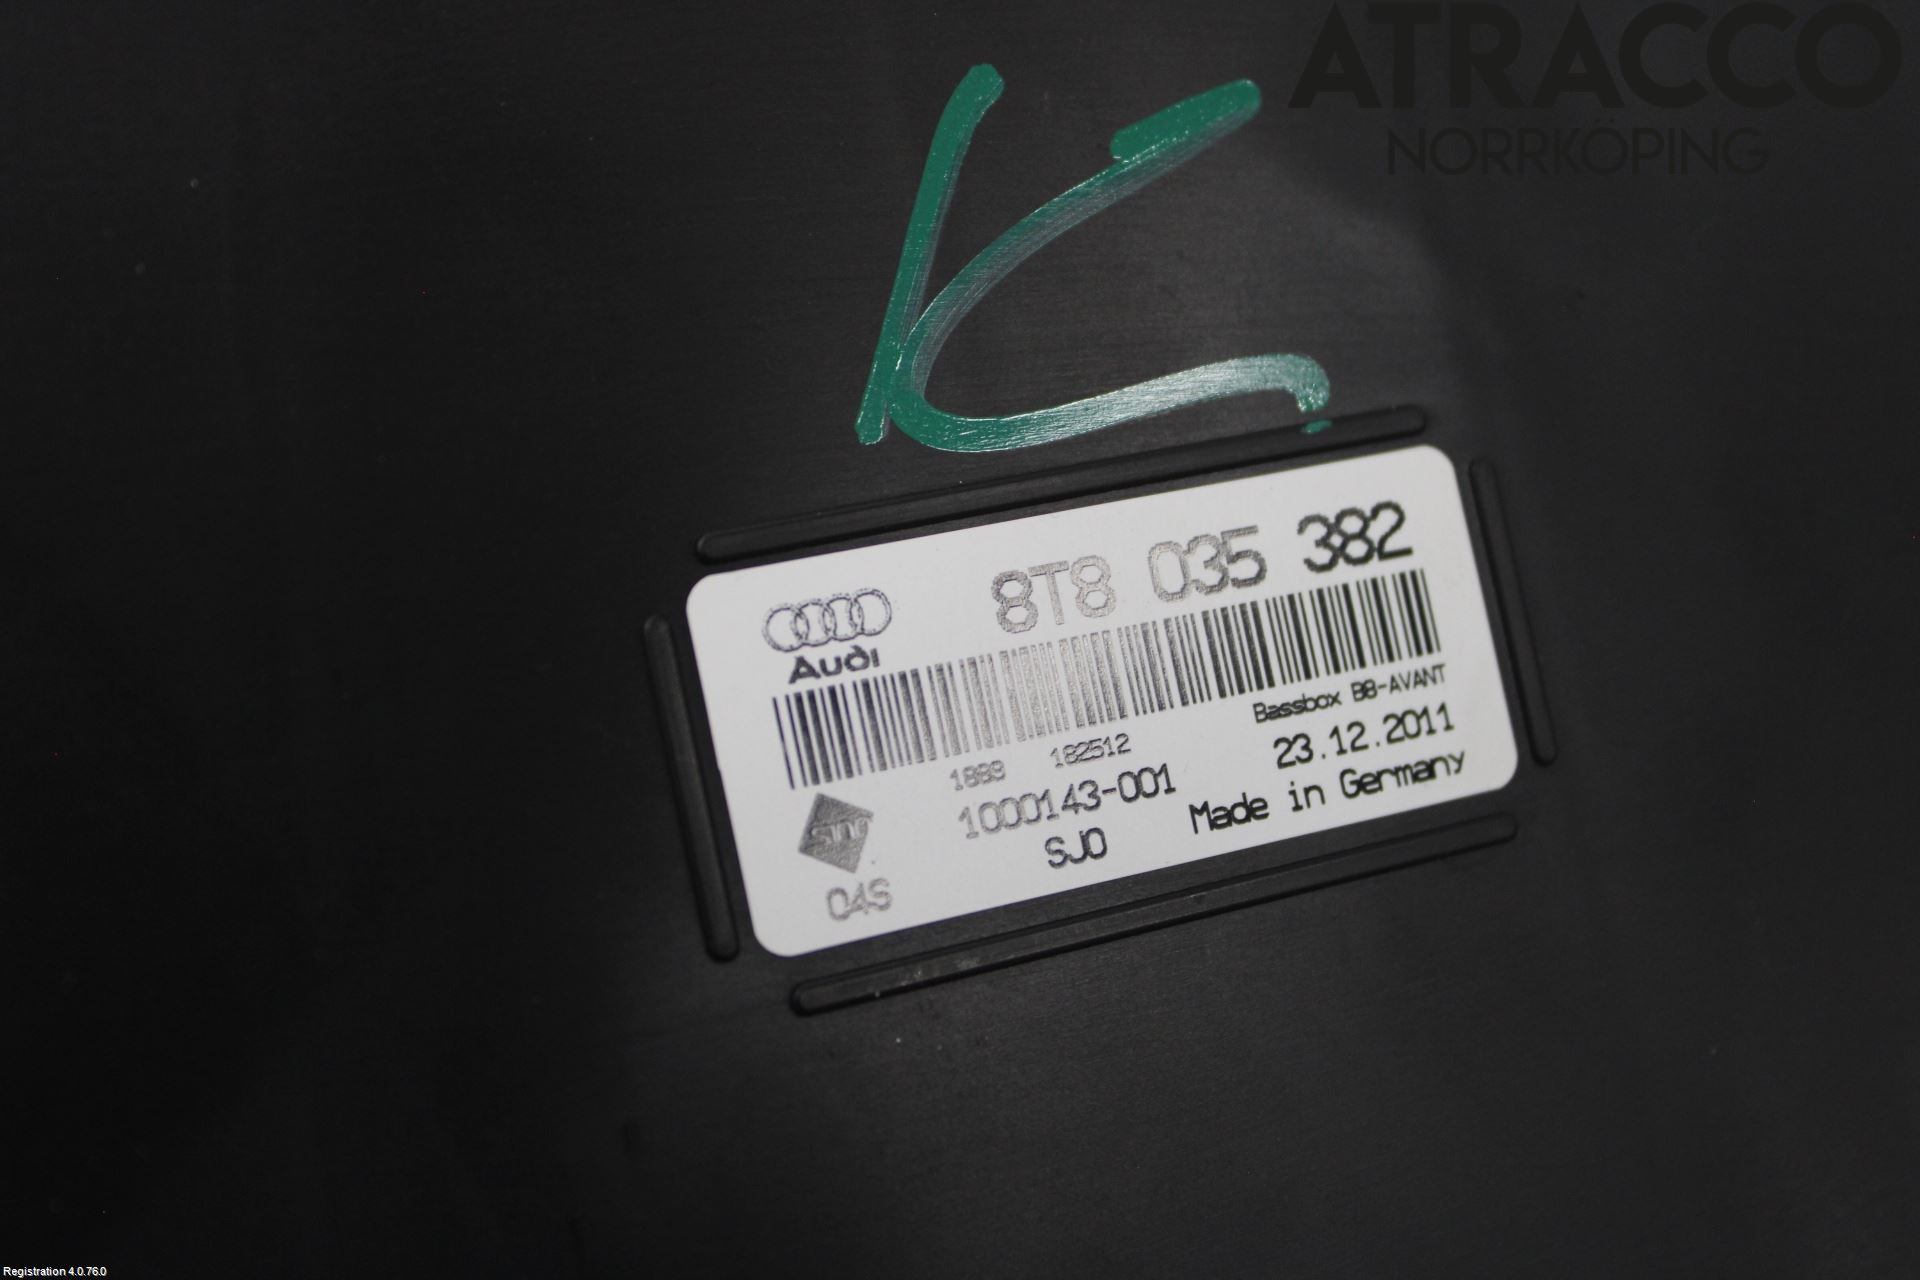 ATRACCO
NORRKÖPING
K
8T8 035 382
Audi
Bassbox B8-AVANT
1888 182512
23.12.2011
1000143-001
Made in Germany
SJ0
04S
Registration 4.0.76.0